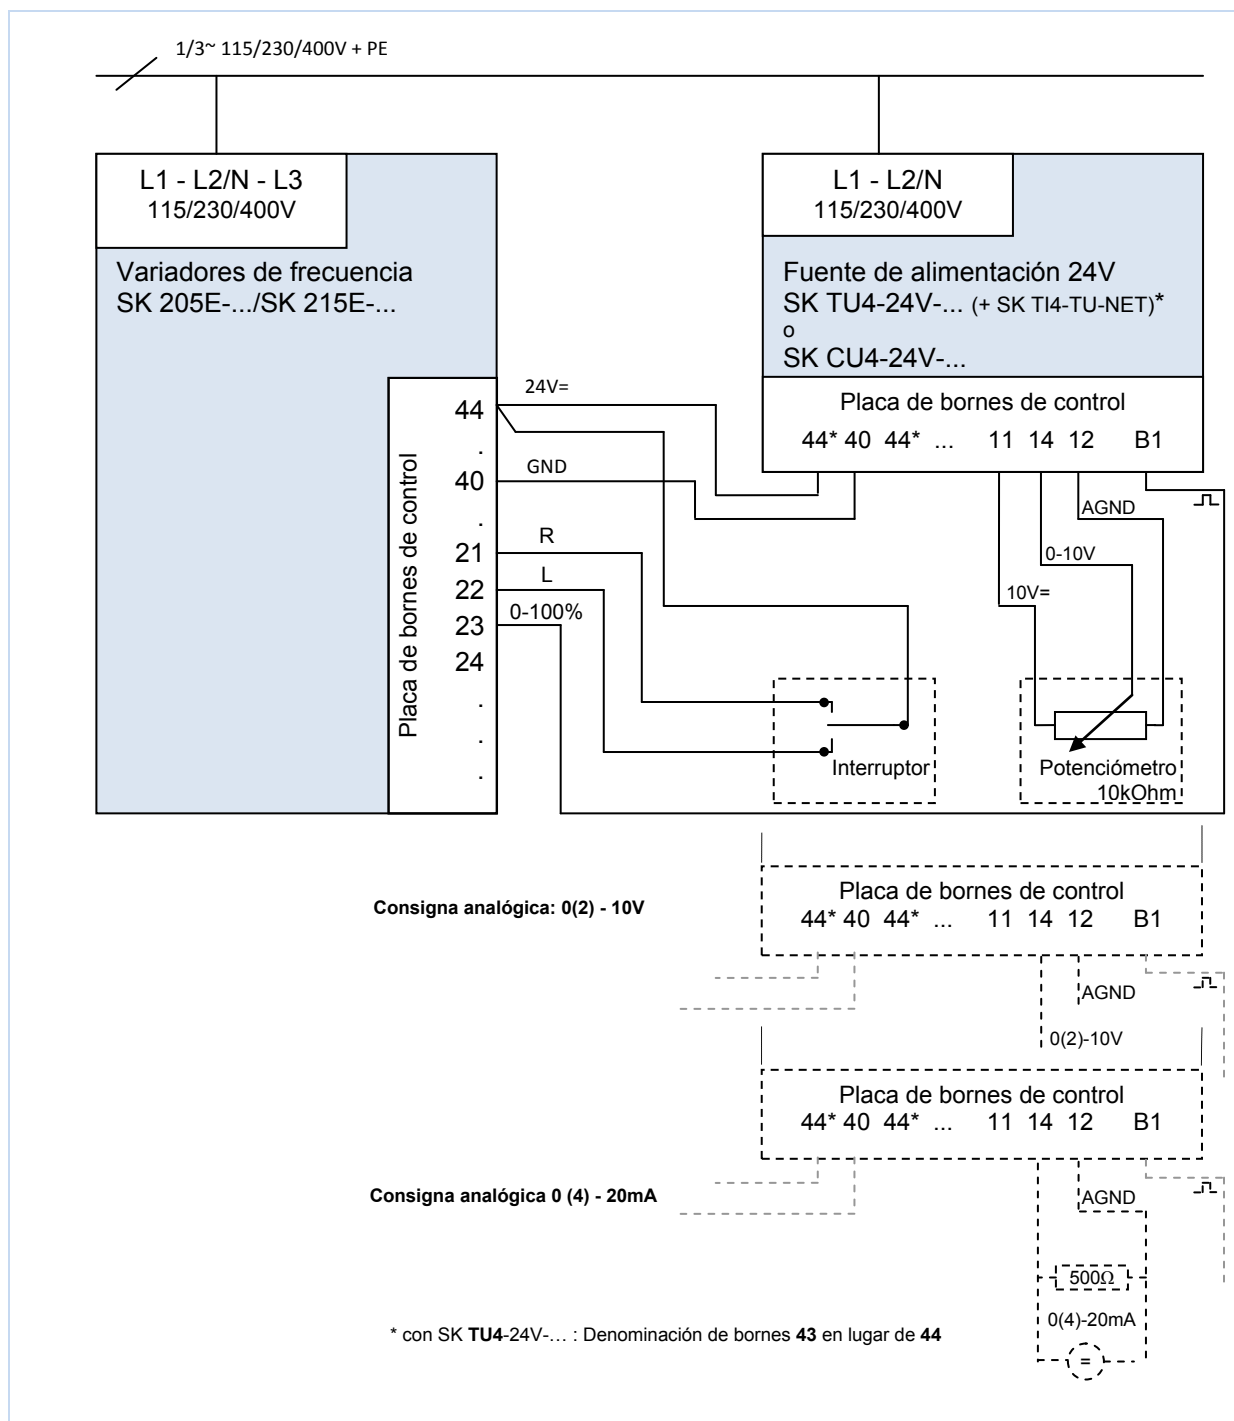 1/3~ 115/230/400V + PE
L1 - L2/N - L3
115/230/400V
Variadores de frecuencia
SK 205E-.../SK 215E-...
Placa de bornes de control
44
.
40
.
21
22
23
24
.
.
.
24V=
GND
R
L
0-100%
L1 - L2/N
115/230/400V
Fuente de alimentación 24V
SK TU4-24V-... (+ SK TI4-TU-NET)*
o
SK CU4-24V-...
Placa de bornes de control
44* 40 44* ... 11 14 12 B1
AGND
0-10V
10V=
Interruptor
Potenciómetro
10kOhm
Consigna analógica: 0(2) - 10V
Placa de bornes de control
44* 40 44* ... 11 14 12 B1
AGND
0(2)-10V
Placa de bornes de control
44* 40 44* ... 11 14 12 B1
Consigna analógica 0 (4) - 20mA
AGND
500Ω
0(4)-20mA
=
* con SK TU4-24V-... : Denominación de bornes 43 en lugar de 44